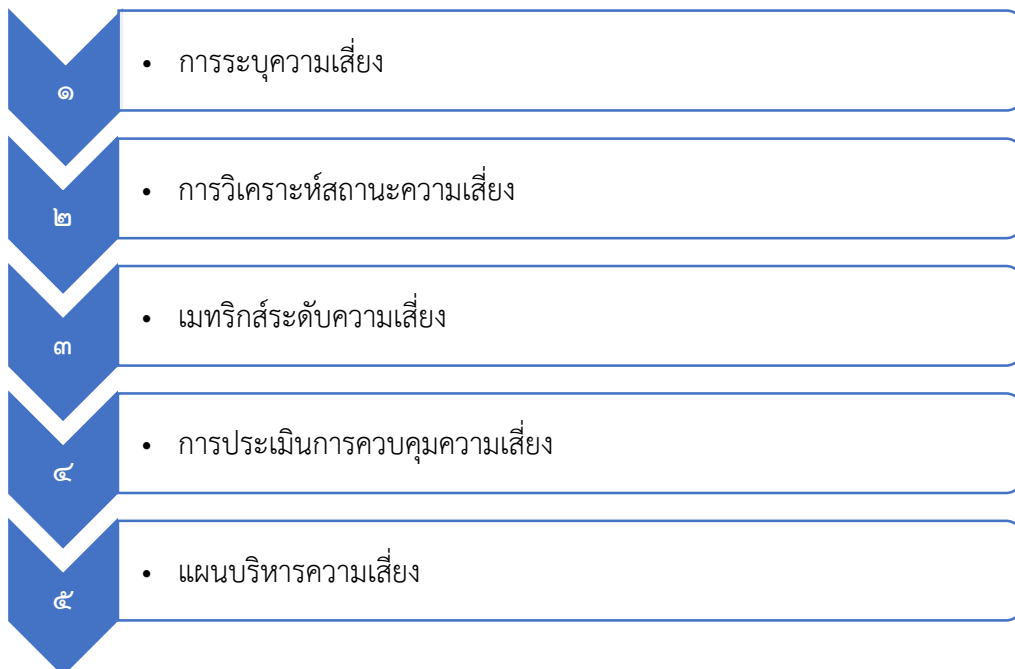 ๑
• การระบุความเสี่ยง
๒
• การวิเคราะห์สถานะความเสี่ยง
๓
• เมทริกส์ระดับความเสี่ยง
๔
• การประเมินการควบคุมความเสี่ยง
๕
• แผนบริหารความเสี่ยง